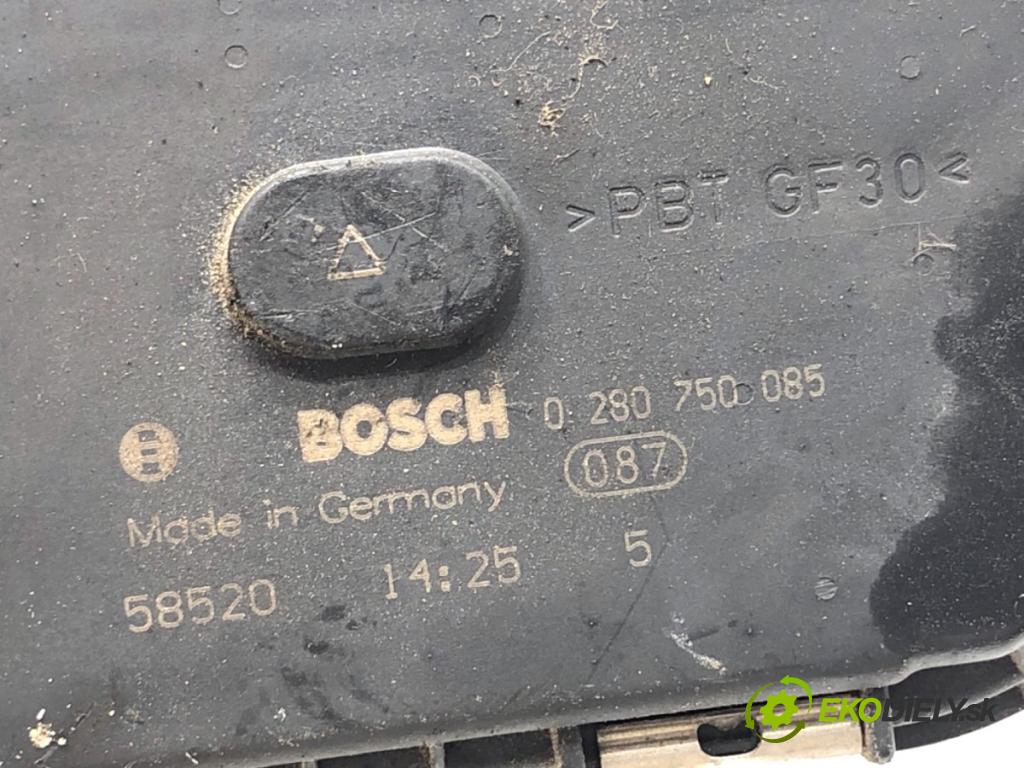 >PBT GF30<
BOSCH 0 280 750 085
087
Made in Germany
58520 14:25 5
EKODIELY.sk